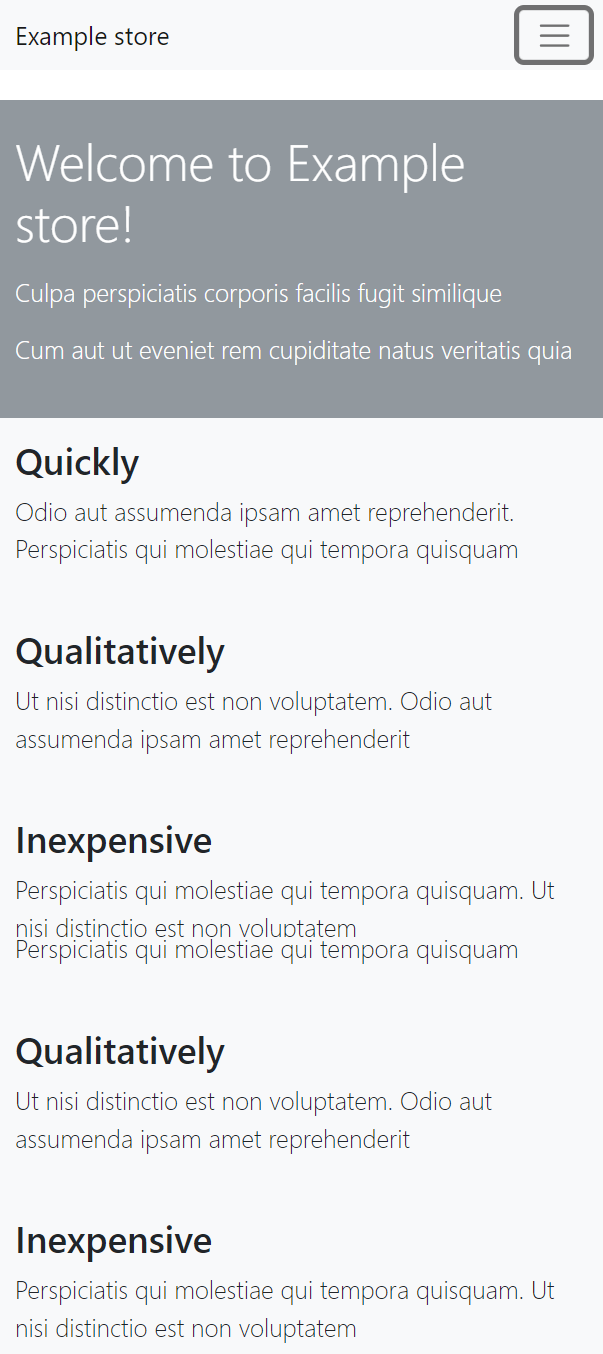 Example store
Welcome to Example
store!
Culpa perspiciatis corporis facilis fugit similique
Cum aut ut eveniet rem cupiditate natus veritatis quia
Quickly
Odio aut assumenda ipsam amet reprehenderit.
Perspiciatis qui molestiae qui tempora quisquam
Qualitatively
Ut nisi distinctio est non voluptatem. Odio aut
assumenda ipsam amet reprehenderit
Inexpensive
Perspiciatis qui molestiae qui tempora quisquam. Ut
nisi distinctio est non voluptatem
Perspiciatis qui molestiae qui tempora quisquam
Qualitatively
Ut nisi distinctio est non voluptatem. Odio aut
assumenda ipsam amet reprehenderit
Inexpensive
Perspiciatis qui molestiae qui tempora quisquam. Ut
nisi distinctio est non voluptatem